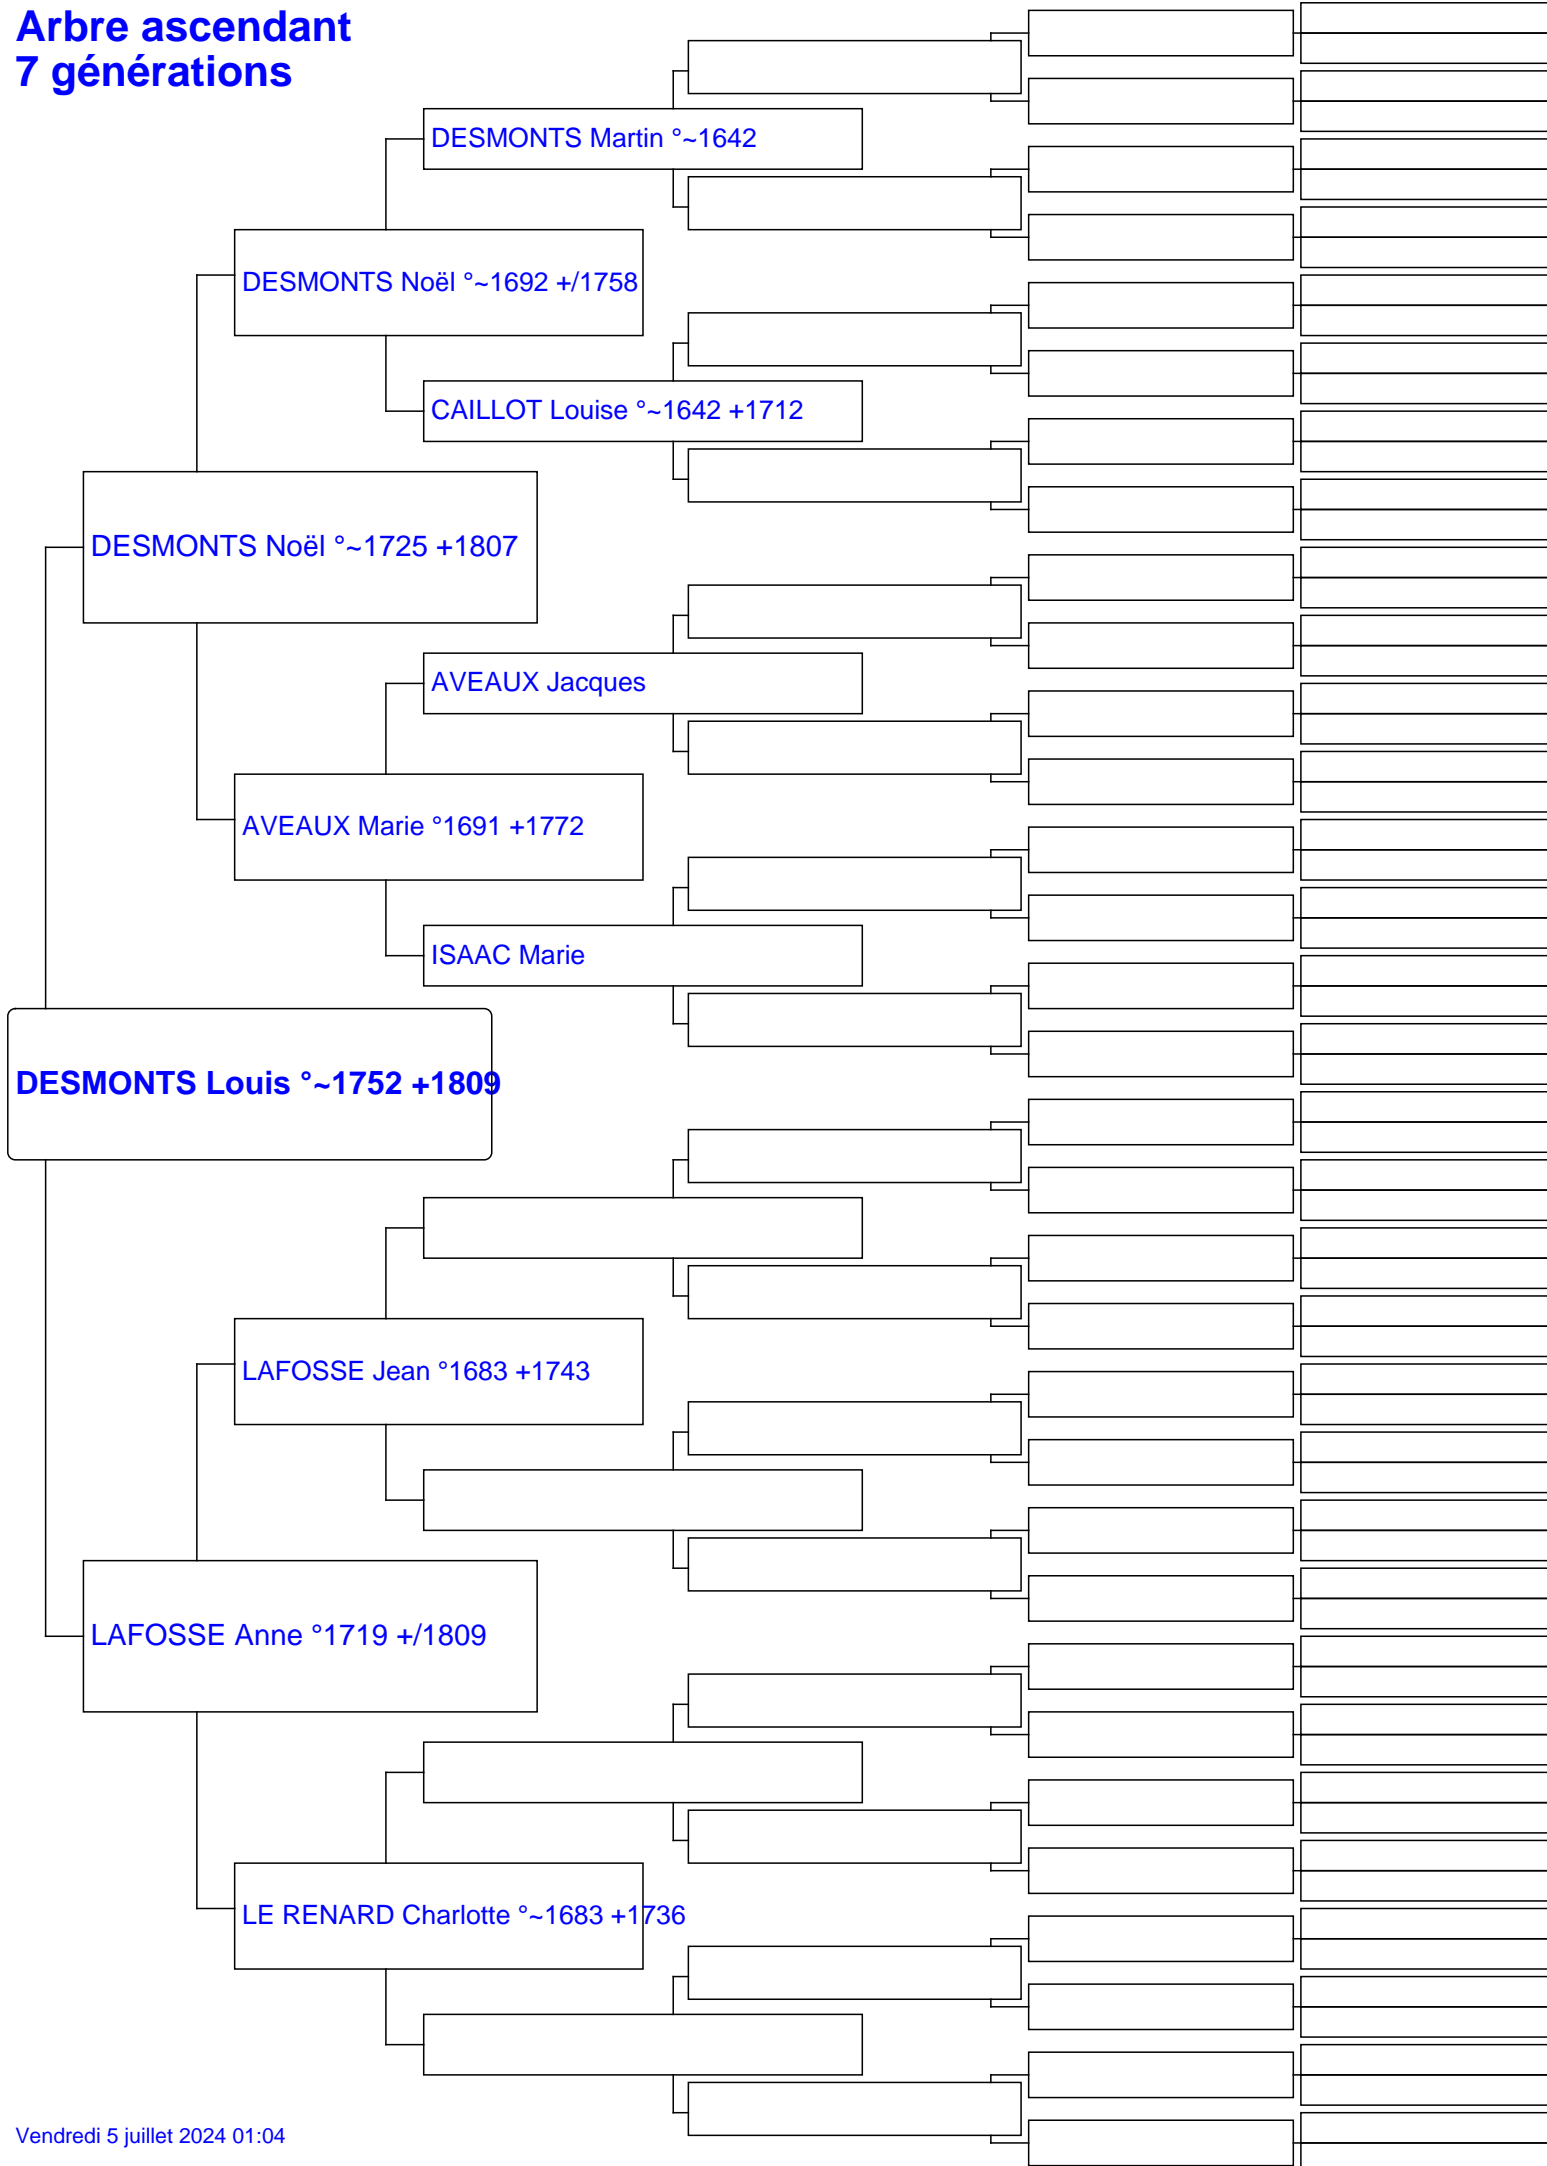 Arbre ascendant
7 générations
DESMONTS Martin °~1642
DESMONTS Noël °~1692 +/1758
CAILLOT Louise °~1642 +1712
DESMONTS Noël °~1725 +1807
AVEAUX Jacques
AVEAUX Marie °1691 +1772
ISAAC Marie
DESMONTS Louis °~1752 +1809
LAFOSSE Jean °1683 +1743
LAFOSSE Anne °1719 +/1809
LE RENARD Charlotte °~1683 +1736
Vendredi 5 juillet 2024 01:04